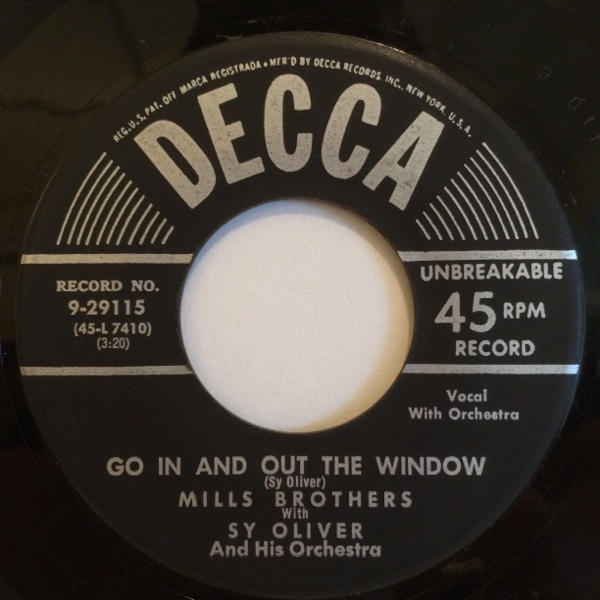 REG. U.S. PAT. OFF. MARCA REGISTRADA • MF'R'D BY DECCA RECORDS, INC., NEW YORK, U.S.A.
DECCA
RECORD NO.
9-29115
(45-L 7410)
(3:20)
UNBREAKABLE
45 RPM
RECORD
Vocal
With Orchestra
GO IN AND OUT THE WINDOW
(Sy Oliver)
MILLS BROTHERS
With
SY OLIVER
And His Orchestra